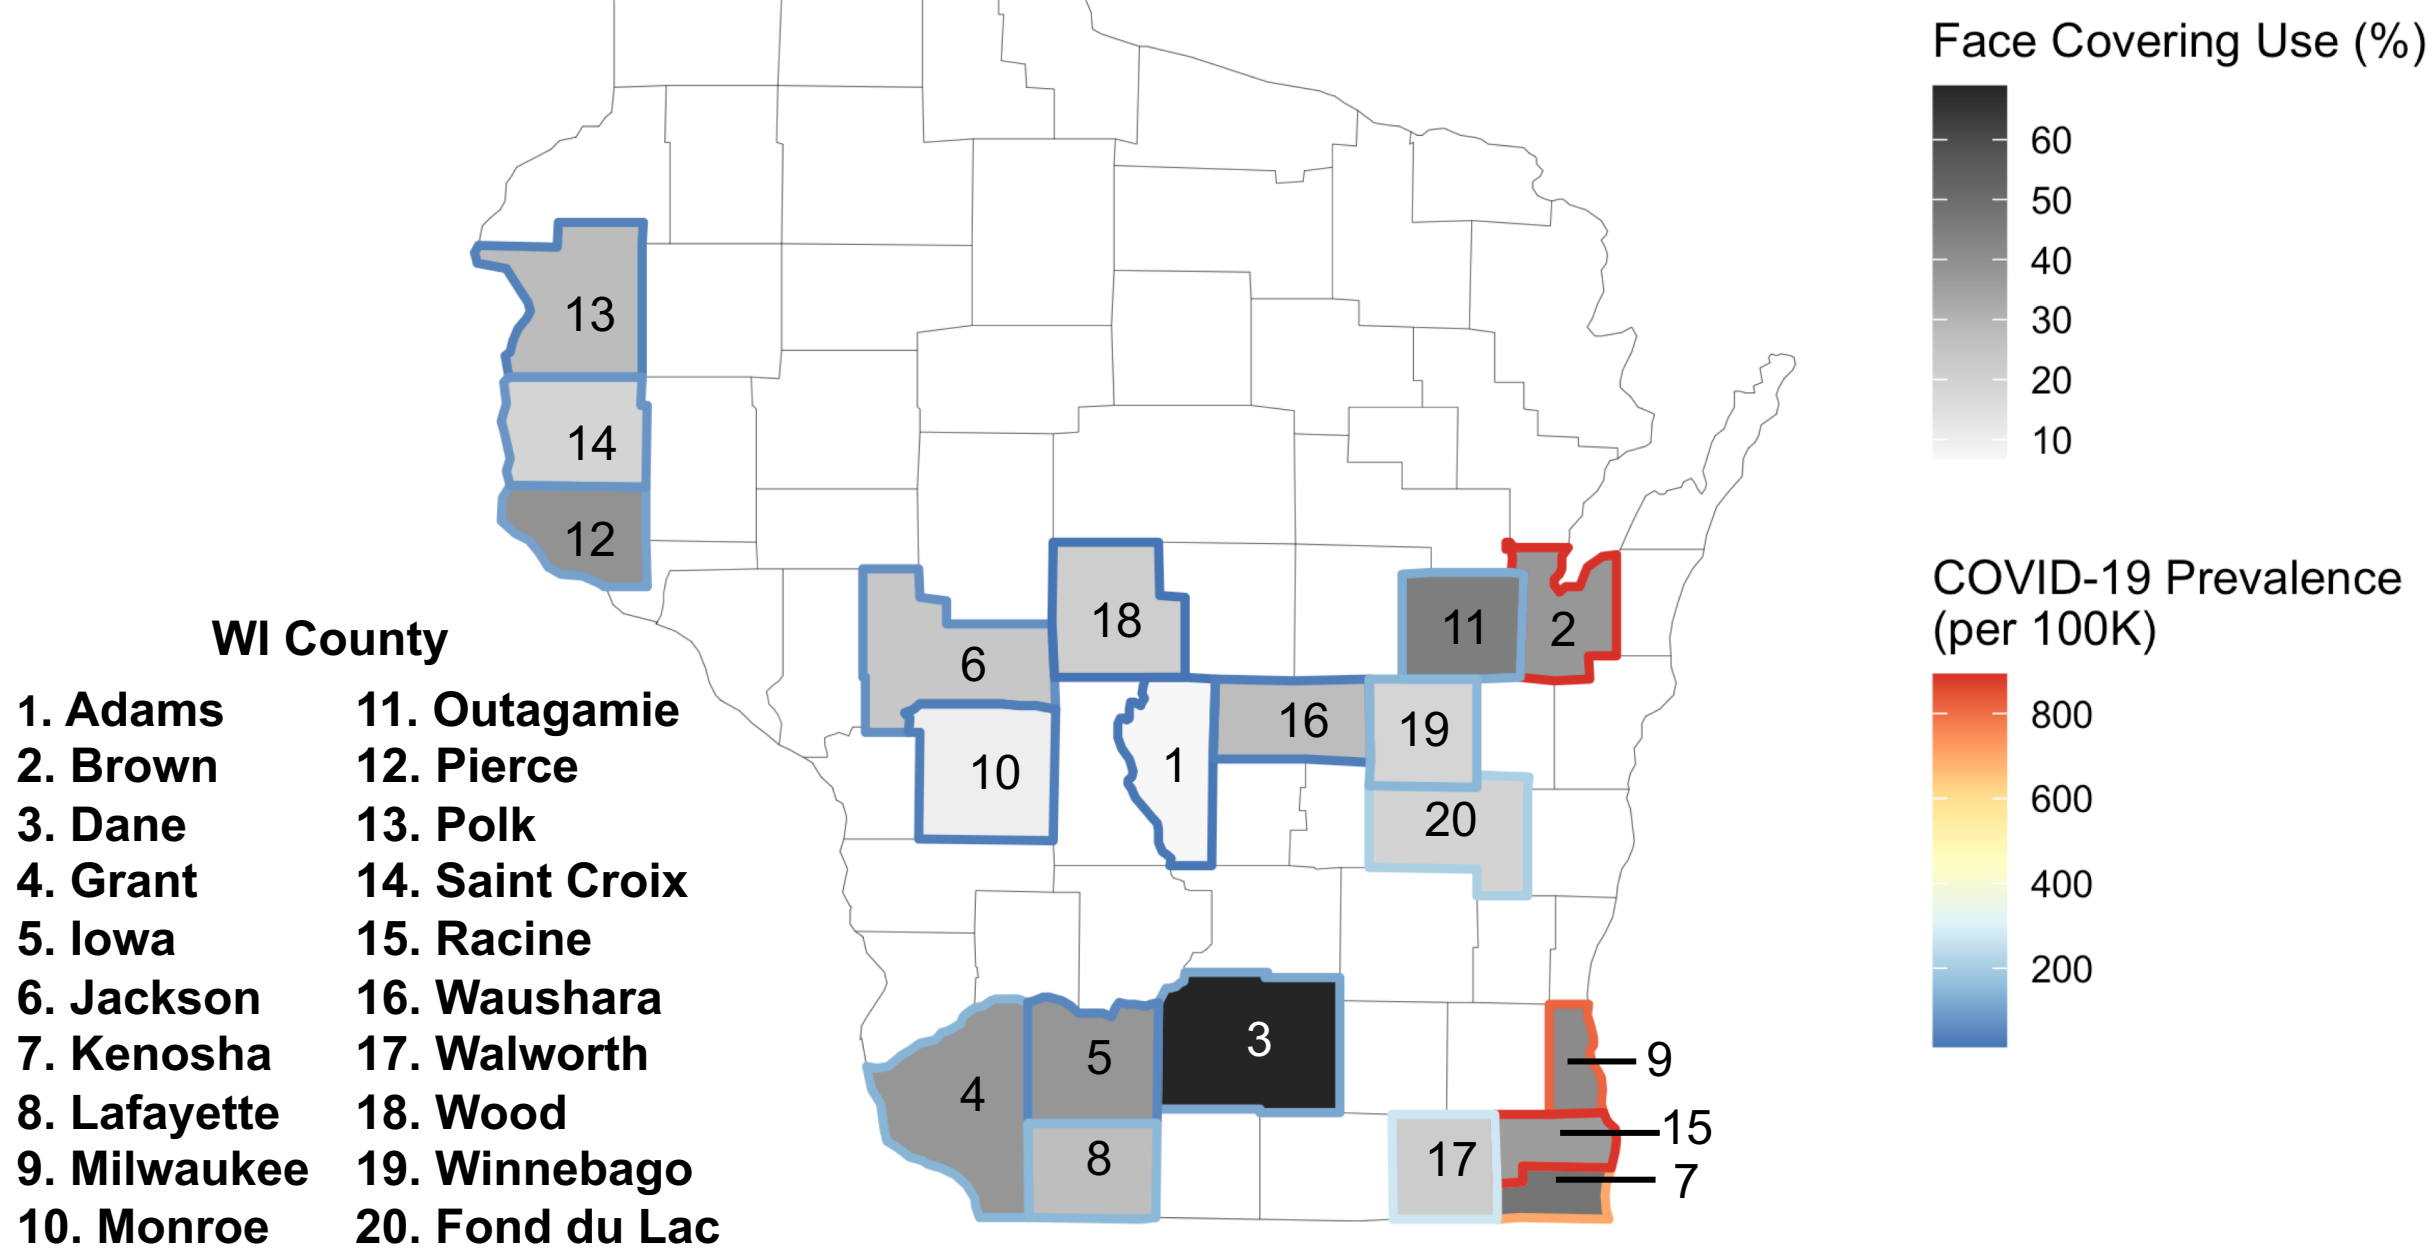 Face Covering Use (%)
60
50
40
30
20
10
COVID-19 Prevalence
(per 100K)
800
600
400
200
13
14
12
18
6
11
2
16
19
10
1
20
3
5
4
8
9
15
17
7
WI County
1. Adams
2. Brown
3. Dane
4. Grant
5. Iowa
6. Jackson
7. Kenosha
8. Lafayette
9. Milwaukee
10. Monroe
11. Outagamie
12. Pierce
13. Polk
14. Saint Croix
15. Racine
16. Waushara
17. Walworth
18. Wood
19. Winnebago
20. Fond du Lac